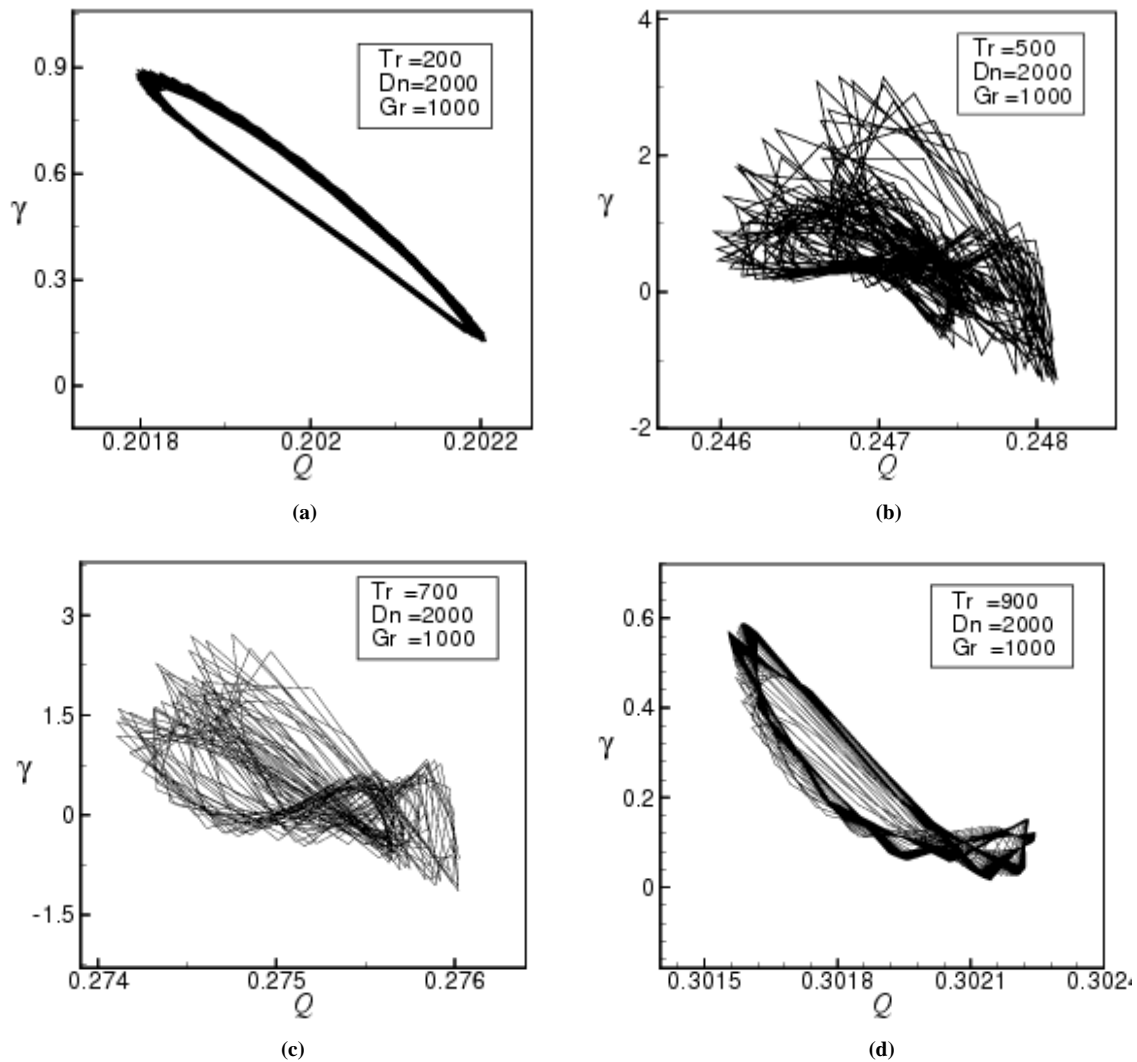 Tr =200
Dn=2000
Gr =1000
0.9
0.6
0.3
0
γ
0.2018
0.202
0.2022
Q
(a)
Tr =500
Dn=2000
Gr =1000
4
2
0
-2
γ
0.246
0.247
0.248
Q
(b)
Tr =700
Dn=2000
Gr =1000
3
1.5
0
-1.5
γ
0.274
0.275
0.276
Q
(c)
Tr =900
Dn=2000
Gr =1000
0.6
0.4
0.2
0
γ
0.3015
0.3018
0.3021
0.3024
Q
(d)